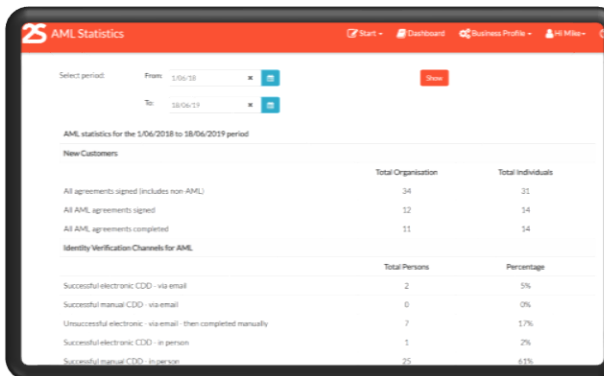 2S AML Statistics Start Dashboard Business Profile Hi Mike
Select period: From: 1/06/18 × Show
To: 18/06/19 ×
AML statistics for the 1/06/2018 to 18/06/2019 period
New Customers
Total Organisation Total Individuals
All agreements signed (includes non-AML) 34 31
All AML agreements signed 12 14
All AML agreements completed 11 14
Identity Verification Channels for AML
Total Persons Percentage
Successful electronic CDD - via email 2 5%
Successful manual CDD - via email 0 0%
Unsuccessful electronic - via email - then completed manually 7 17%
Successful electronic CDD - in person 1 2%
Successful manual CDD - in person 25 61%